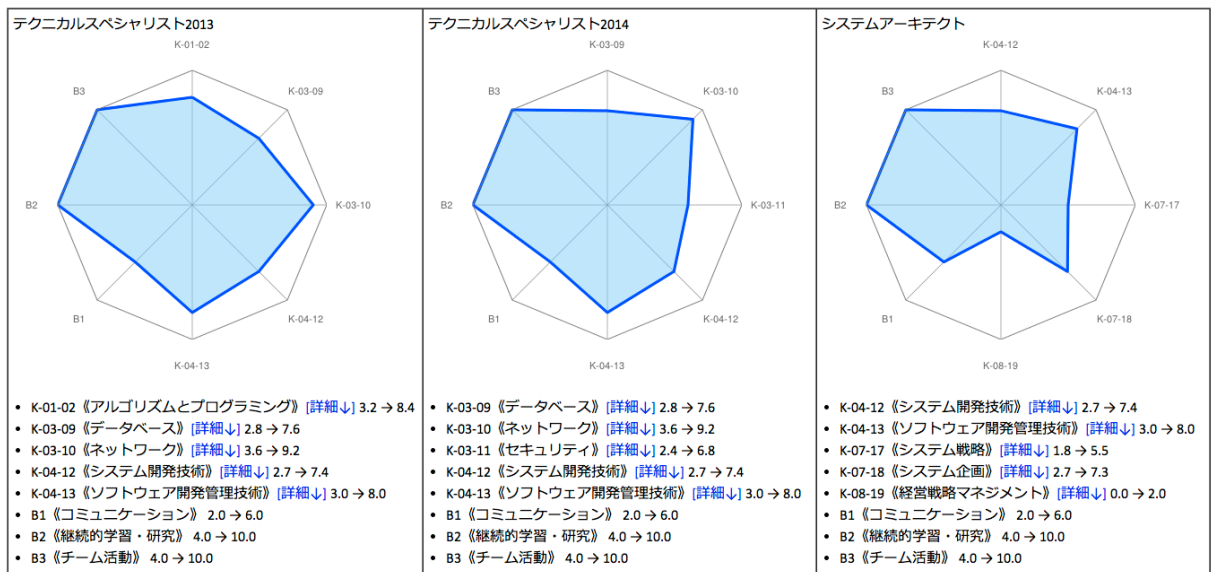 テクニカルスペシャリスト2013
K-01-02
B3
K-03-09
B2
K-03-10
B1
K-04-12
K-04-13
• K-01-02《アルゴリズムとプログラミング》 [詳細↓] 3.2 → 8.4
• K-03-09《データベース》 [詳細↓] 2.8 → 7.6
• K-03-10《ネットワーク》 [詳細↓] 3.6 → 9.2
• K-04-12《システム開発技術》 [詳細↓] 2.7 → 7.4
• K-04-13《ソフトウェア開発管理技術》 [詳細↓] 3.0 → 8.0
• B1《コミュニケーション》 2.0 → 6.0
• B2《継続的学習・研究》 4.0 → 10.0
• B3《チーム活動》 4.0 → 10.0
テクニカルスペシャリスト2014
K-03-09
B3
K-03-10
B2
K-03-11
B1
K-04-12
K-04-13
• K-03-09《データベース》 [詳細↓] 2.8 → 7.6
• K-03-10《ネットワーク》 [詳細↓] 3.6 → 9.2
• K-03-11《セキュリティ》 [詳細↓] 2.4 → 6.8
• K-04-12《システム開発技術》 [詳細↓] 2.7 → 7.4
• K-04-13《ソフトウェア開発管理技術》 [詳細↓] 3.0 → 8.0
• B1《コミュニケーション》 2.0 → 6.0
• B2《継続的学習・研究》 4.0 → 10.0
• B3《チーム活動》 4.0 → 10.0
システムアーキテクト
K-04-12
B3
K-04-13
B2
K-07-17
B1
K-07-18
K-08-19
• K-04-12《システム開発技術》 [詳細↓] 2.7 → 7.4
• K-04-13《ソフトウェア開発管理技術》 [詳細↓] 3.0 → 8.0
• K-07-17《システム戦略》 [詳細↓] 1.8 → 5.5
• K-07-18《システム企画》 [詳細↓] 2.7 → 7.3
• K-08-19《経営戦略マネジメント》 [詳細↓] 0.0 → 2.0
• B1《コミュニケーション》 2.0 → 6.0
• B2《継続的学習・研究》 4.0 → 10.0
• B3《チーム活動》 4.0 → 10.0